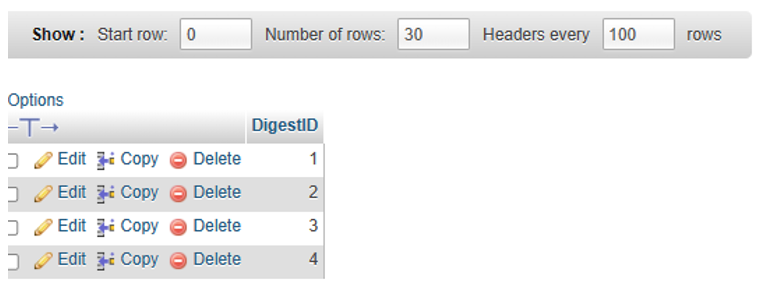 Show : Start row: 0 Number of rows: 30 Headers every 100 rows
Options
DigestID
Edit Copy Delete 1
Edit Copy Delete 2
Edit Copy Delete 3
Edit Copy Delete 4